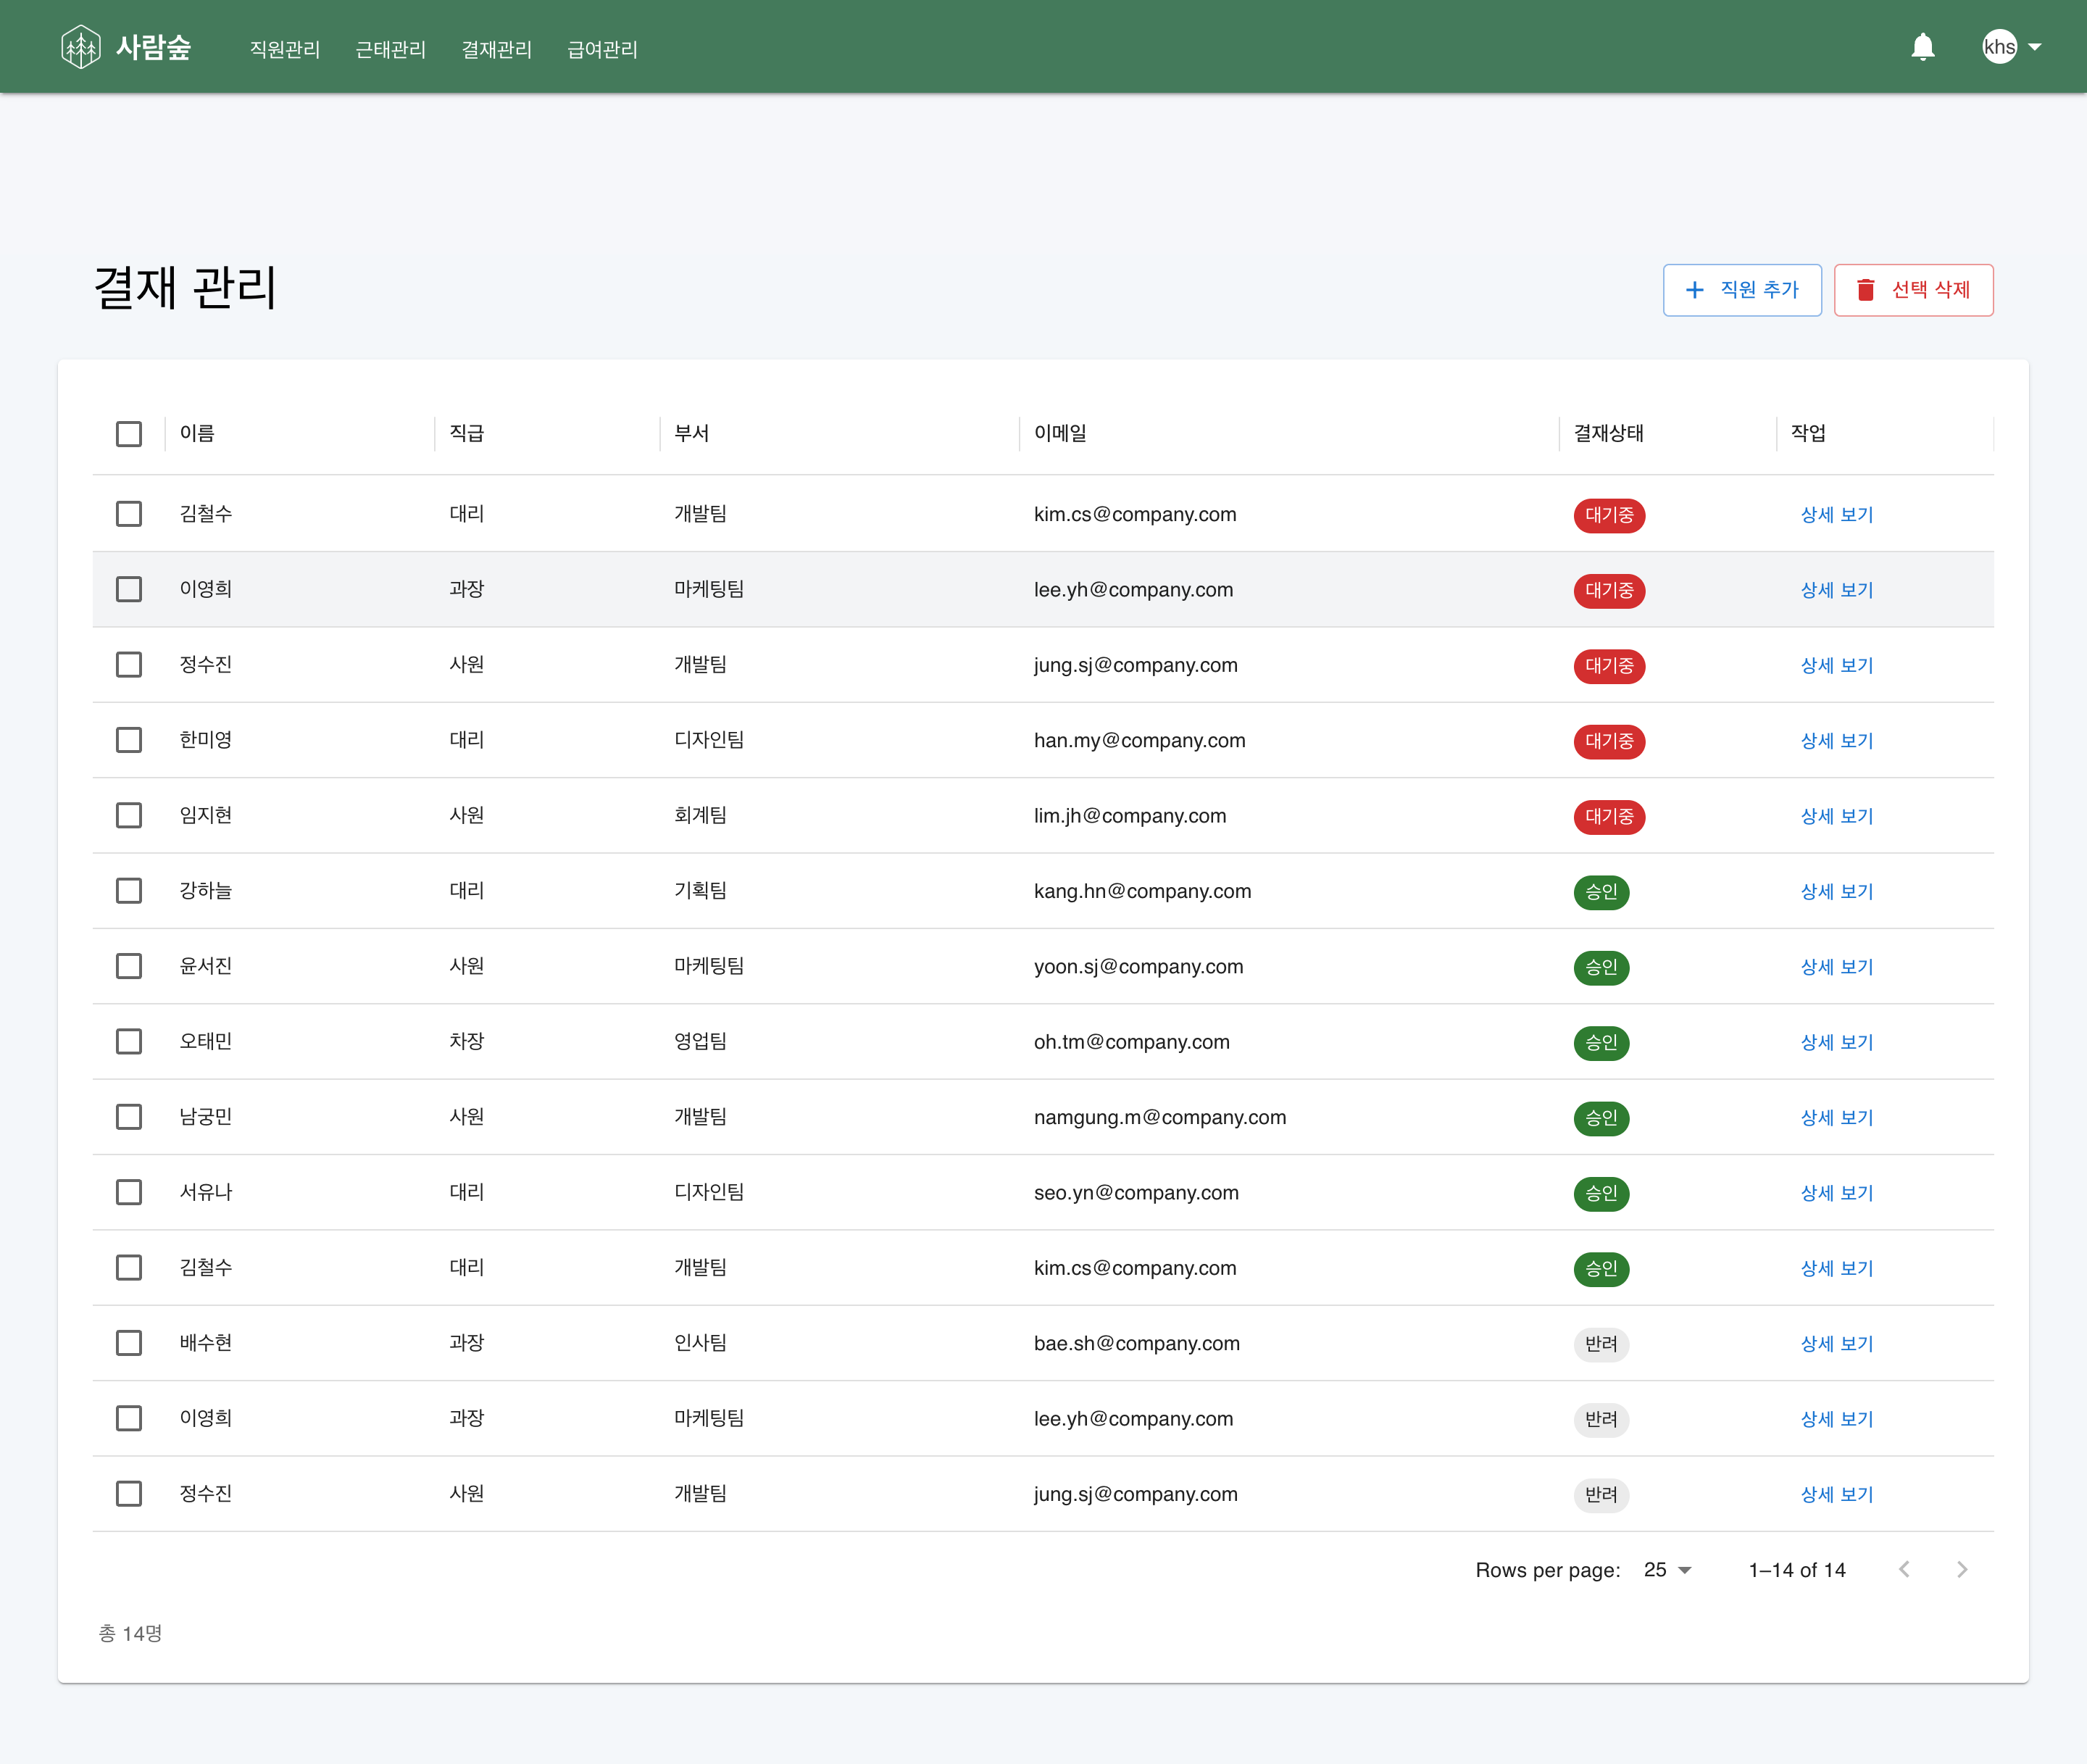 사람숲 직원관리 근태관리 결재관리 급여관리 khs
결재 관리 직원 추가 선택 삭제
이름 직급 부서 이메일 결재상태 작업
김철수 대리 개발팀 kim.cs@company.com 대기중 상세 보기
이영희 과장 마케팅팀 lee.yh@company.com 대기중 상세 보기
정수진 사원 개발팀 jung.sj@company.com 대기중 상세 보기
한미영 대리 디자인팀 han.my@company.com 대기중 상세 보기
임지현 사원 회계팀 lim.jh@company.com 대기중 상세 보기
강하늘 대리 기획팀 kang.hn@company.com 승인 상세 보기
윤서진 사원 마케팅팀 yoon.sj@company.com 승인 상세 보기
오태민 차장 영업팀 oh.tm@company.com 승인 상세 보기
남궁민 사원 개발팀 namgung.m@company.com 승인 상세 보기
서유나 대리 디자인팀 seo.yn@company.com 승인 상세 보기
김철수 대리 개발팀 kim.cs@company.com 승인 상세 보기
배수현 과장 인사팀 bae.sh@company.com 반려 상세 보기
이영희 과장 마케팅팀 lee.yh@company.com 반려 상세 보기
정수진 사원 개발팀 jung.sj@company.com 반려 상세 보기
Rows per page: 25 1–14 of 14
총 14명